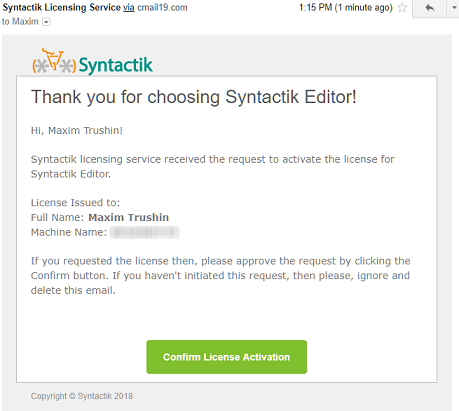 Syntactik Licensing Service via cmail19.com 1:15 PM (1 minute ago)
to Maxim
Syntactik
Thank you for choosing Syntactik Editor!
Hi, Maxim Trushin!
Syntactik licensing service received the request to activate the license for
Syntactik Editor.
License Issued to:
Full Name: Maxim Trushin
Machine Name:
If you requested the license then, please approve the request by clicking the
Confirm button. If you haven't initiated this request, then please, ignore and
delete this email.
Confirm License Activation
Copyright © Syntactik 2018